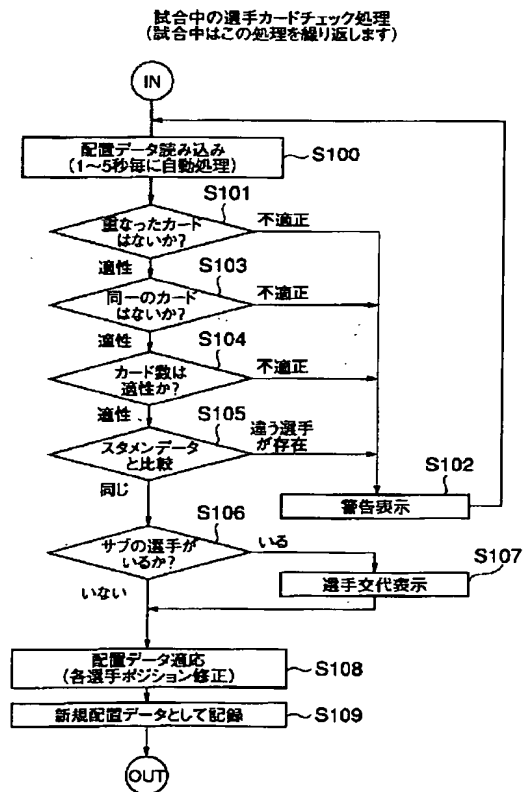 試合中の選手カードチェック処理
(試合中はこの処理を繰り返します)
IN
配置データ読み込み
(1～5秒毎に自動処理)
S100
S101
重なったカード
はないか?
不適正
適性
S103
同一のカード
はないか?
不適正
適性
S104
カード数は
適性か?
不適正
適性
S105
スタメンデータ
と比較
違う選手
が存在
同じ
S102
警告表示
S106
サブの選手が
いるか?
いる
S107
選手交代表示
いない
配置データ適応
(各選手ポジション修正)
S108
新規配置データとして記録
S109
OUT